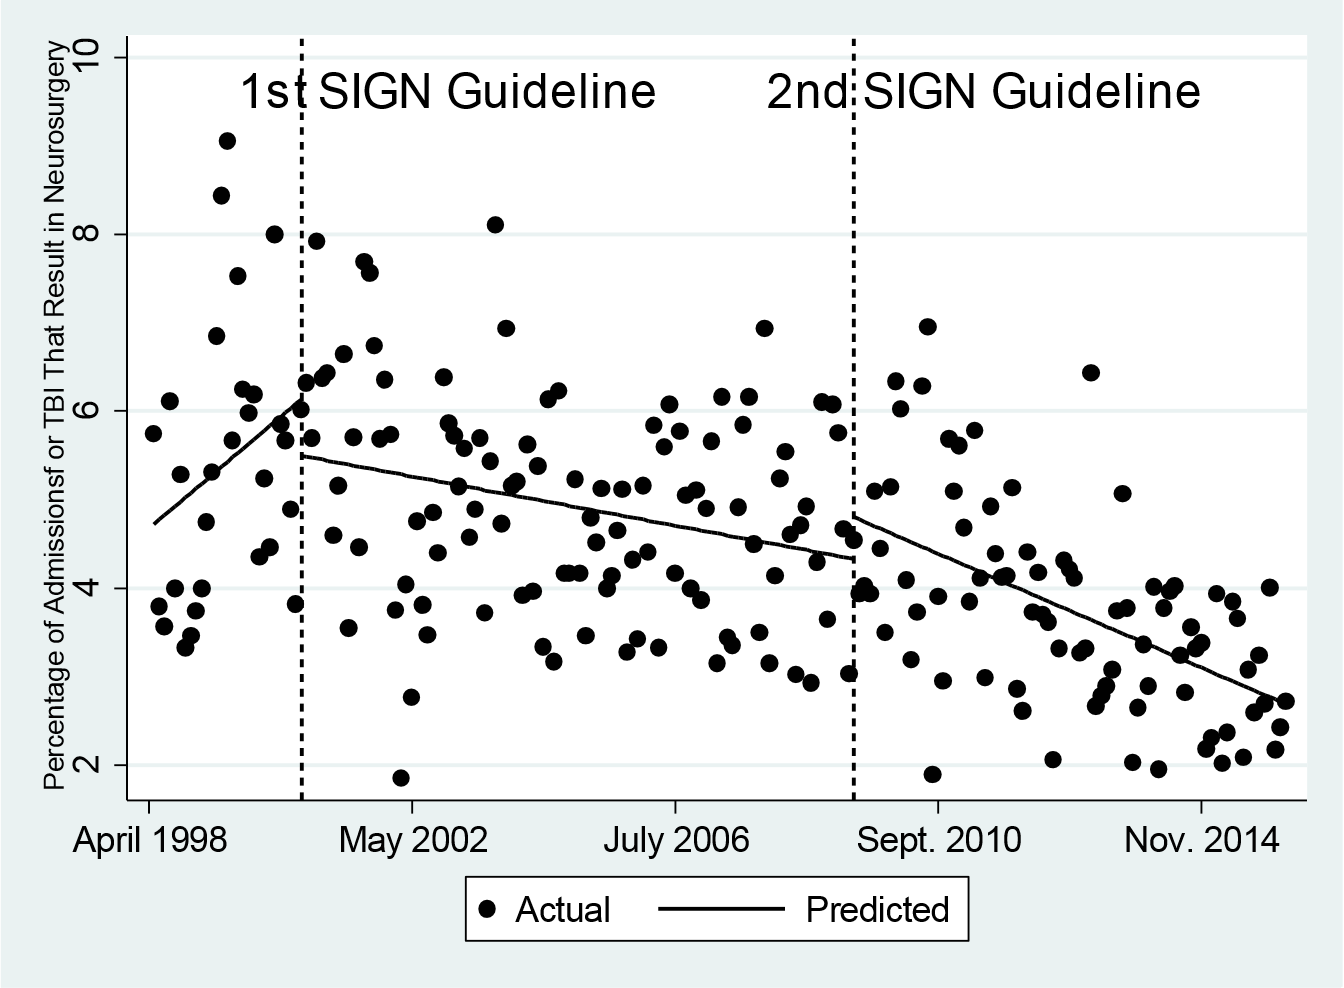 Percentage of Admissionsf or TBI That Result in Neurosurgery
10
8
6
4
2
1st SIGN Guideline
2nd SIGN Guideline
April 1998
May 2002
July 2006
Sept. 2010
Nov. 2014
Actual
Predicted